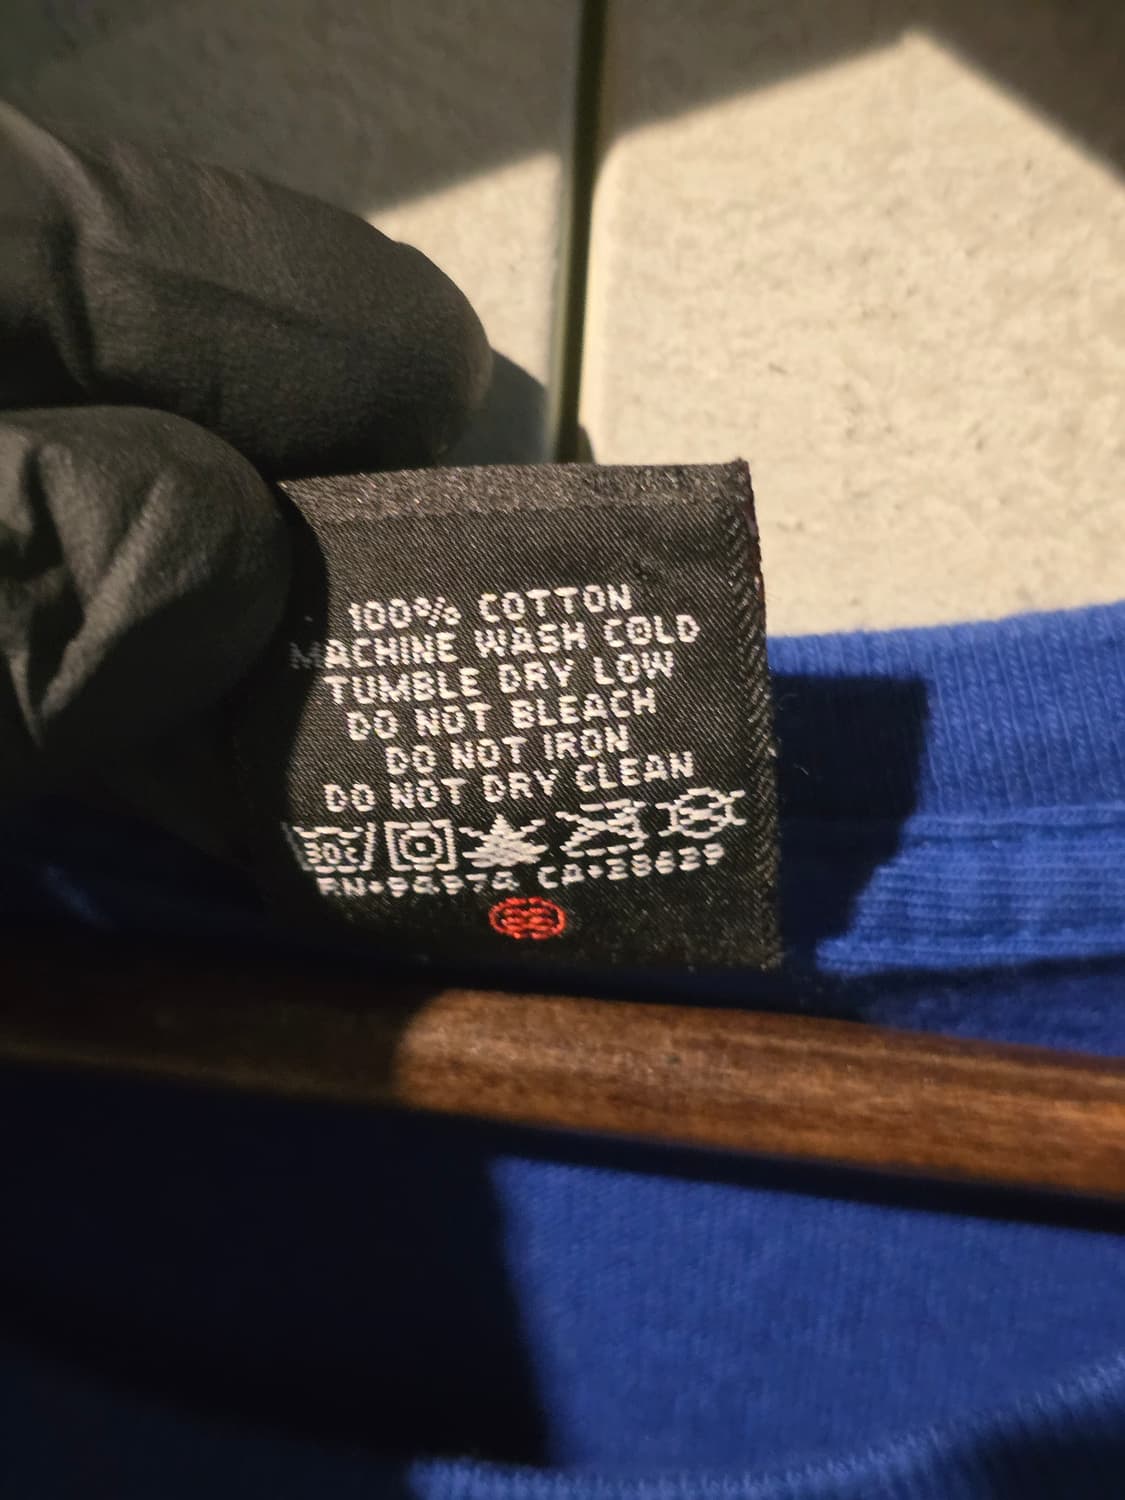 100% COTTON
MACHINE WASH COLD
TUMBLE DRY LOW
DO NOT BLEACH
DO NOT IRON
DO NOT DRY CLEAN
30c
CA•28629